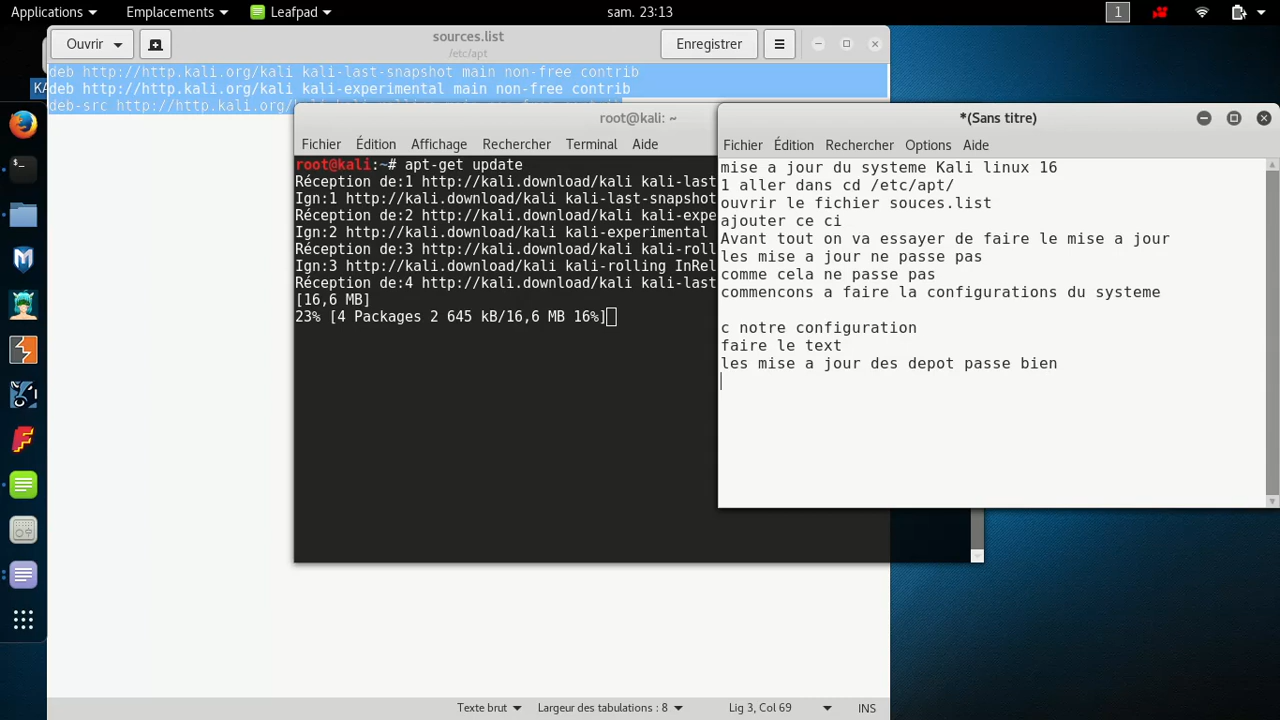 Applications
Emplacements
Leafpad
sam. 23:13
1
Ouvrir
sources.list
/etc/apt
Enregistrer
deb http://http.kali.org/kali kali-last-snapshot main non-free contrib
deb http://http.kali.org/kali kali-experimental main non-free contrib
deb-src http://http.kali.org/
root@kali: ~
Fichier Édition Affichage Rechercher Terminal Aide
root@kali:~# apt-get update
Réception de:1 http://kali.download/kali kali-last
Ign:1 http://kali.download/kali kali-last-snapshot
Réception de:2 http://kali.download/kali kali-expe
Ign:2 http://kali.download/kali kali-experimental
Réception de:3 http://kali.download/kali kali-roll
Ign:3 http://kali.download/kali kali-rolling InRel
Réception de:4 http://kali.download/kali kali-last
[16,6 MB]
23% [4 Packages 2 645 kB/16,6 MB 16%]
*(Sans titre)
Fichier Édition Rechercher Options Aide
mise a jour du systeme Kali linux 16
1 aller dans cd /etc/apt/
ouvrir le fichier souces.list
ajouter ce ci
Avant tout on va essayer de faire le mise a jour
les mise a jour ne passe pas
comme cela ne passe pas
commencons a faire la configurations du systeme
c notre configuration
faire le text
les mise a jour des depot passe bien
Texte brut
Largeur des tabulations : 8
Lig 3, Col 69
INS